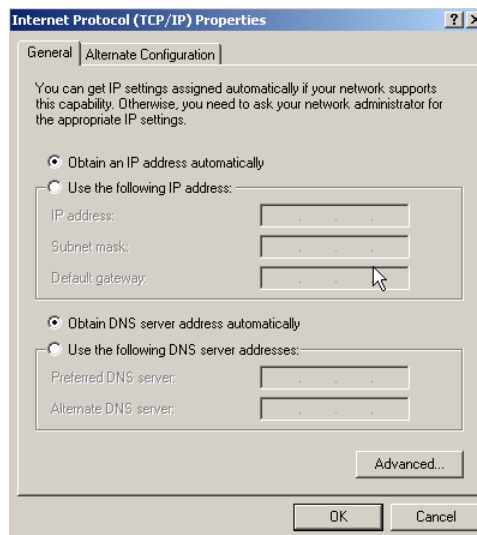 Internet Protocol (TCP/IP) Properties
General
Alternate Configuration
You can get IP settings assigned automatically if your network supports
this capability. Otherwise, you need to ask your network administrator for
the appropriate IP settings.
Obtain an IP address automatically
Use the following IP address:
IP address:
Subnet mask:
Default gateway:
Obtain DNS server address automatically
Use the following DNS server addresses:
Preferred DNS server:
Alternate DNS server:
Advanced...
OK
Cancel